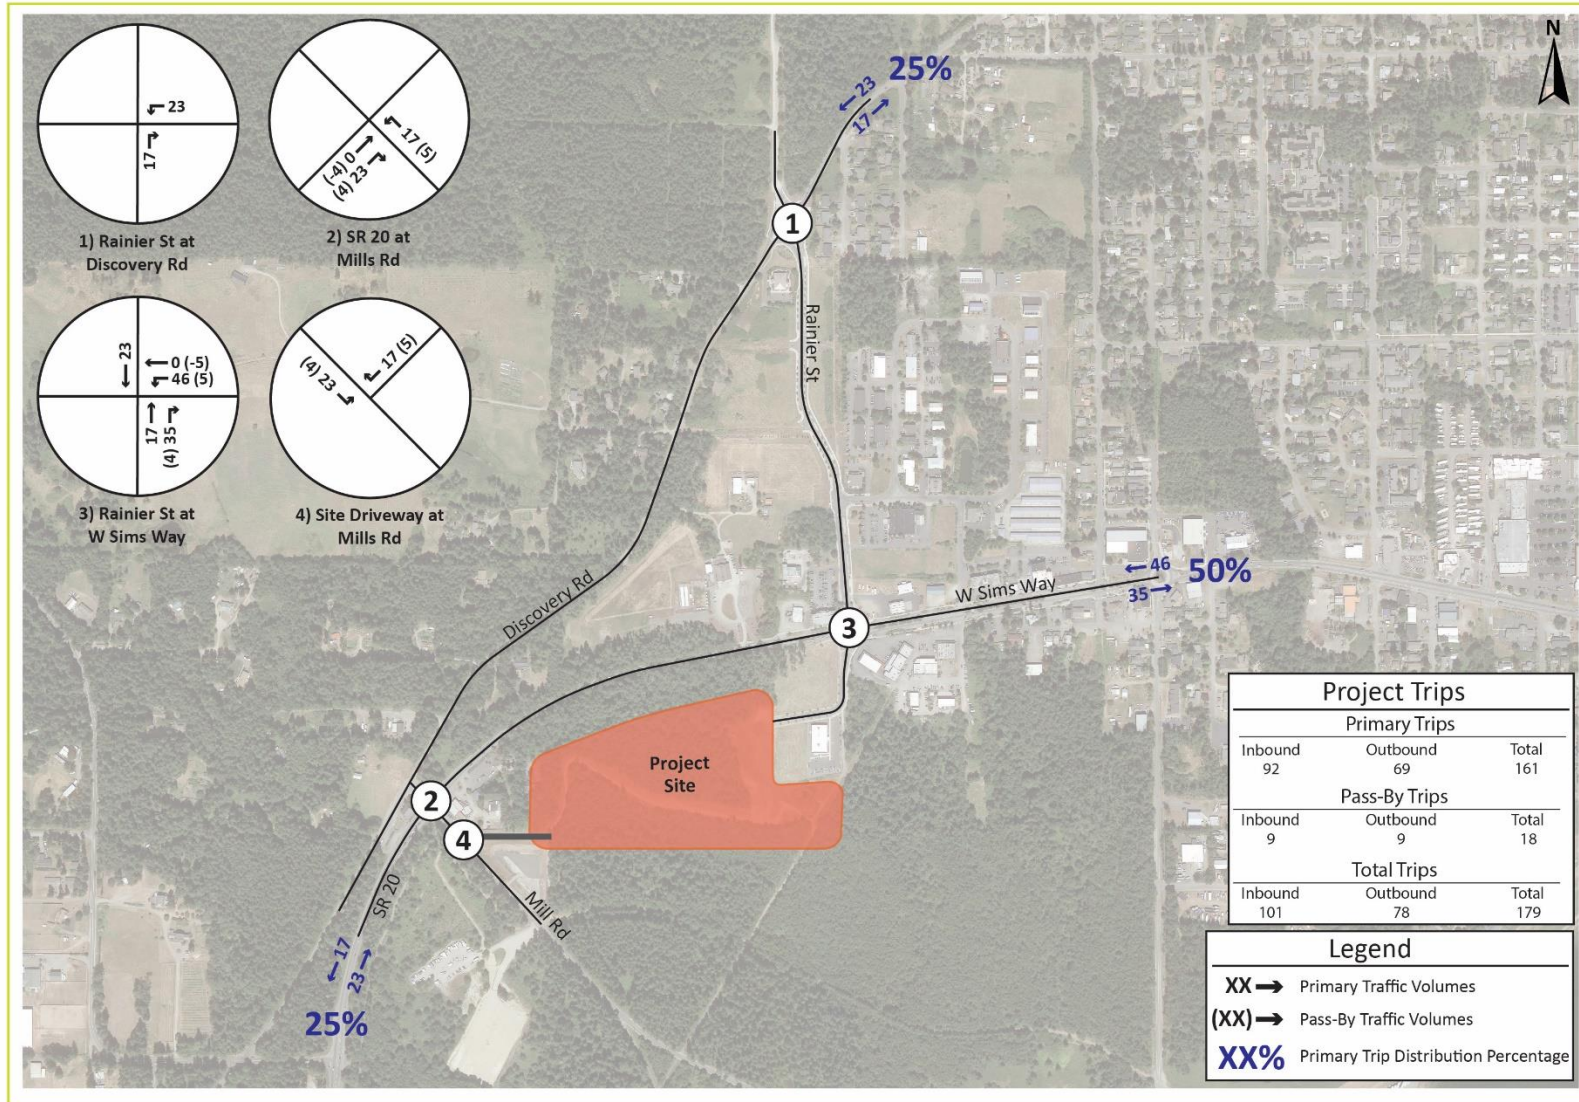 N
23
17
1) Rainier St at
Discovery Rd
17 (5)
(-4) 0
(4) 23
2) SR 20 at
Mills Rd
23
0 (-5)
46 (5)
17
(4) 35
3) Rainier St at
W Sims Way
17 (5)
(4) 23
4) Site Driveway at
Mills Rd
23
17
25%
1
Rainier St
Discovery Rd
W Sims Way
46
35
50%
3
Project
Site
2
4
SR 20
Mill Rd
17
23
25%
Project Trips
Primary Trips
Inbound Outbound Total
92 69 161
Pass-By Trips
Inbound Outbound Total
9 9 18
Total Trips
Inbound Outbound Total
101 78 179
Legend
XX Primary Traffic Volumes
(XX) Pass-By Traffic Volumes
XX% Primary Trip Distribution Percentage